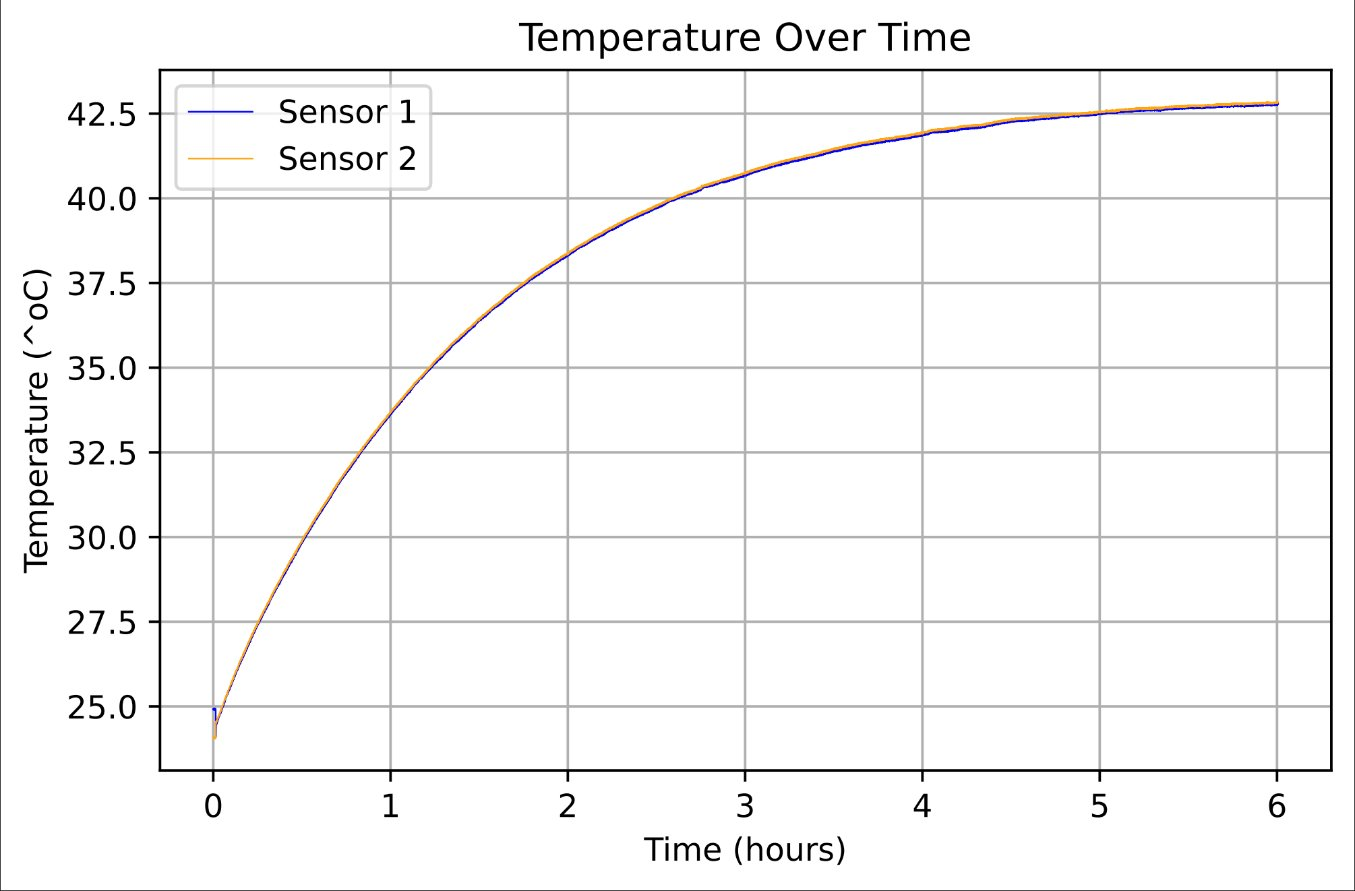 Temperature Over Time
Sensor 1
Sensor 2
42.5
40.0
37.5
35.0
32.5
30.0
27.5
25.0
Temperature (^oC)
0 1 2 3 4 5 6
Time (hours)